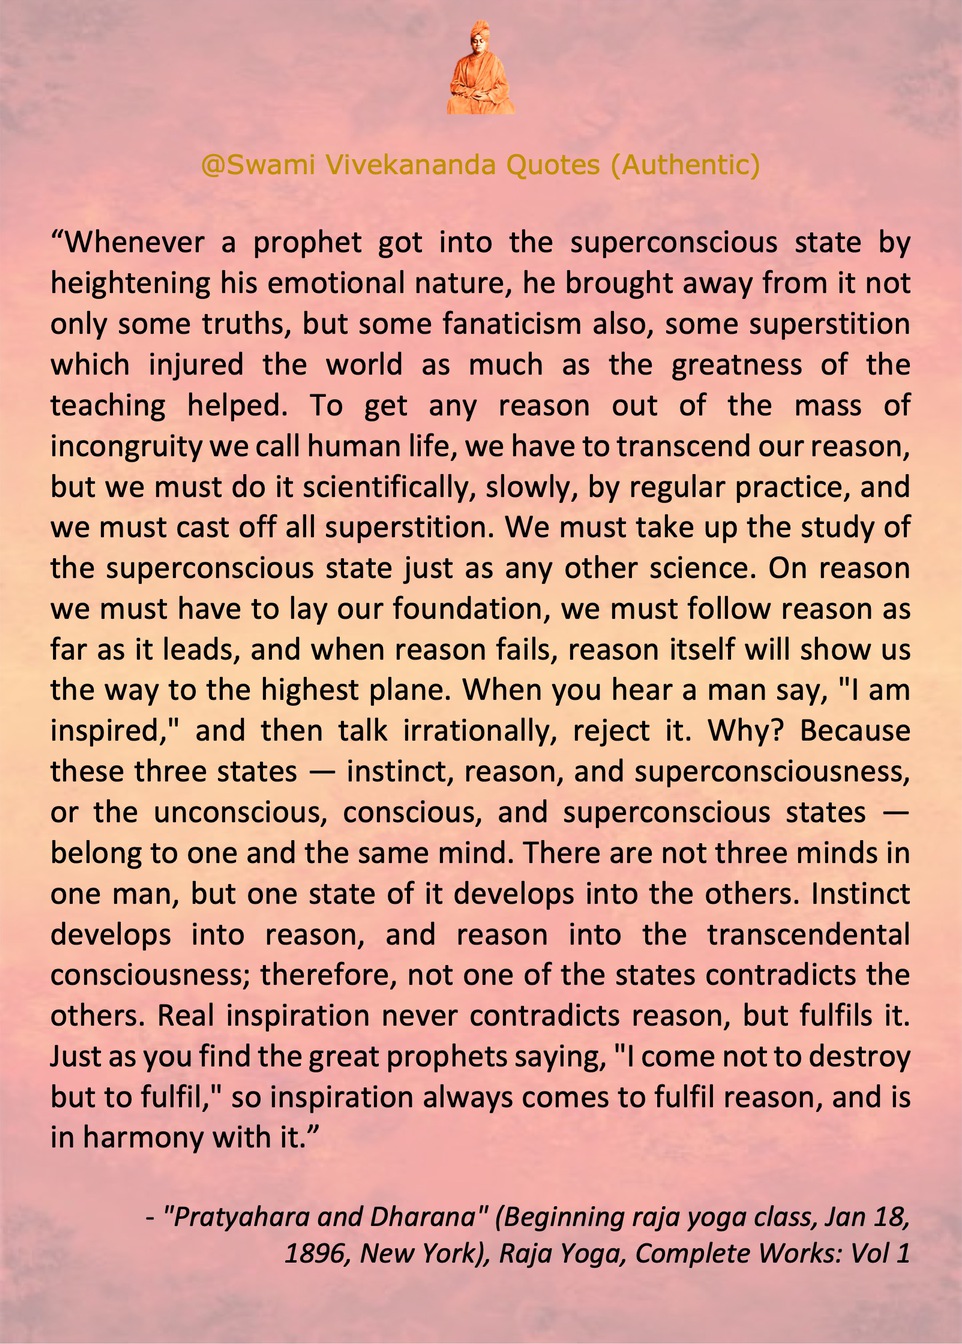 @Swami Vivekananda Quotes (Authentic)
“Whenever a prophet got into the superconscious state by
heightening his emotional nature, he brought away from it not
only some truths, but some fanaticism also, some superstition
which injured the world as much as the greatness of the
teaching helped. To get any reason out of the mass of
incongruity we call human life, we have to transcend our reason,
but we must do it scientifically, slowly, by regular practice, and
we must cast off all superstition. We must take up the study of
the superconscious state just as any other science. On reason
we must have to lay our foundation, we must follow reason as
far as it leads, and when reason fails, reason itself will show us
the way to the highest plane. When you hear a man say, "I am
inspired," and then talk irrationally, reject it. Why? Because
these three states — instinct, reason, and superconsciousness,
or the unconscious, conscious, and superconscious states —
belong to one and the same mind. There are not three minds in
one man, but one state of it develops into the others. Instinct
develops into reason, and reason into the transcendental
consciousness; therefore, not one of the states contradicts the
others. Real inspiration never contradicts reason, but fulfils it.
Just as you find the great prophets saying, "I come not to destroy
but to fulfil," so inspiration always comes to fulfil reason, and is
in harmony with it.”
- "Pratyahara and Dharana" (Beginning raja yoga class, Jan 18,
1896, New York), Raja Yoga, Complete Works: Vol 1